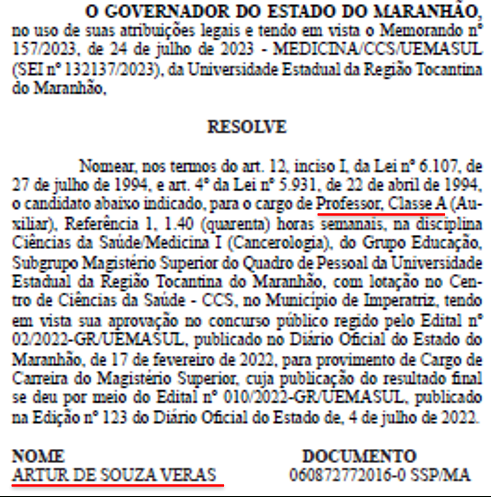 O GOVERNADOR DO ESTADO DO MARANHÃO,
no uso de suas atribuições legais e tendo em vista o Memorando nº
157/2023, de 24 de julho de 2023 - MEDICINA/CCS/UEMASUL
(SEI nº 132137/2023), da Universidade Estadual da Região Tocantina
do Maranhão,
RESOLVE
Nomear, nos termos do art. 12, inciso I, da Lei nº 6.107, de
27 de julho de 1994, e art. 4º da Lei nº 5.931, de 22 de abril de 1994,
o candidato abaixo indicado, para o cargo de Professor, Classe A (Au-
xiliar), Referência 1, 1.40 (quarenta) horas semanais, na disciplina
Ciências da Saúde/Medicina I (Cancerologia), do Grupo Educação,
Subgrupo Magistério Superior do Quadro de Pessoal da Universidade
Estadual da Região Tocantina do Maranhão, com lotação no Cen-
tro de Ciências da Saúde - CCS, no Município de Imperatriz, tendo
em vista sua aprovação no concurso público regido pelo Edital nº
02/2022-GR/UEMASUL, publicado no Diário Oficial do Estado do
Maranhão, de 17 de fevereiro de 2022, para provimento de Cargo de
Carreira do Magistério Superior, cuja publicação do resultado final
se deu por meio do Edital nº 010/2022-GR/UEMASUL, publicado
na Edição nº 123 do Diário Oficial do Estado de, 4 de julho de 2022.
NOME DOCUMENTO
ARTUR DE SOUZA VERAS 060872772016-0 SSP/MA